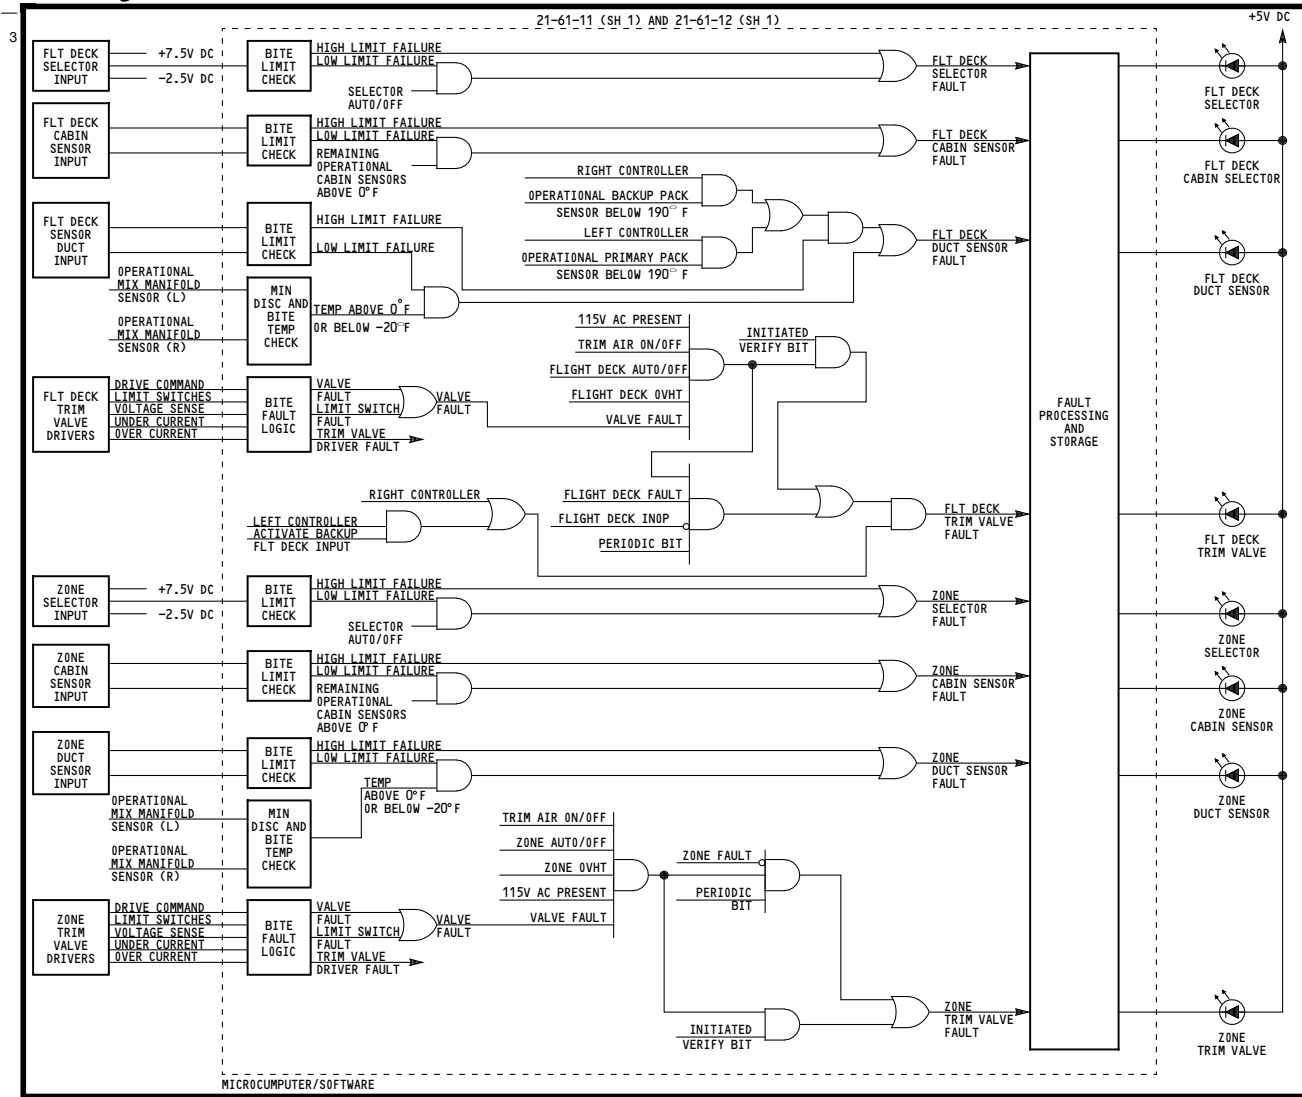 21-61-11 (SH 1) AND 21-61-12 (SH 1)
+5V DC
3
FLT DECK
SELECTOR
INPUT
+7.5V DC
-2.5V DC
BITE
LIMIT
CHECK
HIGH LIMIT FAILURE
LOW LIMIT FAILURE
SELECTOR
AUTO/OFF
FLT DECK
SELECTOR
FAULT
FLT DECK
SELECTOR
FLT DECK
CABIN
SENSOR
INPUT
BITE
LIMIT
CHECK
HIGH LIMIT FAILURE
LOW LIMIT FAILURE
REMAINING
OPERATIONAL
CABIN SENSORS
ABOVE 0°F
FLT DECK
CABIN SENSOR
FAULT
FLT DECK
CABIN SELECTOR
RIGHT CONTROLLER
OPERATIONAL BACKUP PACK
SENSOR BELOW 190° F
LEFT CONTROLLER
OPERATIONAL PRIMARY PACK
SENSOR BELOW 190° F
FLT DECK
SENSOR
DUCT
INPUT
BITE
LIMIT
CHECK
HIGH LIMIT FAILURE
LOW LIMIT FAILURE
FLT DECK
DUCT SENSOR
FAULT
FLT DECK
DUCT SENSOR
OPERATIONAL
MIX MANIFOLD
SENSOR (L)
OPERATIONAL
MIX MANIFOLD
SENSOR (R)
MIN
DISC AND
BITE
TEMP
CHECK
TEMP ABOVE 0°F
OR BELOW -20°F
115V AC PRESENT
TRIM AIR ON/OFF
FLIGHT DECK AUTO/OFF
FLIGHT DECK OVHT
VALVE FAULT
INITIATED
VERIFY BIT
FLT DECK
TRIM
VALVE
DRIVERS
DRIVE COMMAND
LIMIT SWITCHES
VOLTAGE SENSE
UNDER CURRENT
OVER CURRENT
BITE
FAULT
LOGIC
VALVE
FAULT
LIMIT SWITCH
FAULT
TRIM VALVE
DRIVER FAULT
VALVE
FAULT
FAULT
PROCESSING
AND
STORAGE
RIGHT CONTROLLER
LEFT CONTROLLER
ACTIVATE BACKUP
FLT DECK INPUT
FLIGHT DECK FAULT
FLIGHT DECK INOP
PERIODIC BIT
FLT DECK
TRIM VALVE
FAULT
FLT DECK
TRIM VALVE
ZONE
SELECTOR
INPUT
+7.5V DC
-2.5V DC
BITE
LIMIT
CHECK
HIGH LIMIT FAILURE
LOW LIMIT FAILURE
SELECTOR
AUTO/OFF
ZONE
SELECTOR
FAULT
ZONE
SELECTOR
ZONE
CABIN
SENSOR
INPUT
BITE
LIMIT
CHECK
HIGH LIMIT FAILURE
LOW LIMIT FAILURE
REMAINING
OPERATIONAL
CABIN SENSORS
ABOVE 0°F
ZONE
CABIN SENSOR
FAULT
ZONE
CABIN SENSOR
ZONE
DUCT
SENSOR
INPUT
BITE
LIMIT
CHECK
HIGH LIMIT FAILURE
LOW LIMIT FAILURE
TEMP
ABOVE 0°F
OR BELOW -20°F
ZONE
DUCT SENSOR
FAULT
ZONE
DUCT SENSOR
OPERATIONAL
MIX MANIFOLD
SENSOR (L)
OPERATIONAL
MIX MANIFOLD
SENSOR (R)
MIN
DISC AND
BITE
TEMP
CHECK
TRIM AIR ON/OFF
ZONE AUTO/OFF
ZONE OVHT
115V AC PRESENT
VALVE FAULT
ZONE FAULT
PERIODIC
BIT
ZONE
TRIM
VALVE
DRIVERS
DRIVE COMMAND
LIMIT SWITCHES
VOLTAGE SENSE
UNDER CURRENT
OVER CURRENT
BITE
FAULT
LOGIC
VALVE
FAULT
LIMIT SWITCH
FAULT
TRIM VALVE
DRIVER FAULT
VALVE
FAULT
INITIATED
VERIFY BIT
ZONE
TRIM VALVE
FAULT
ZONE
TRIM VALVE
MICROCUMPUTER/SOFTWARE